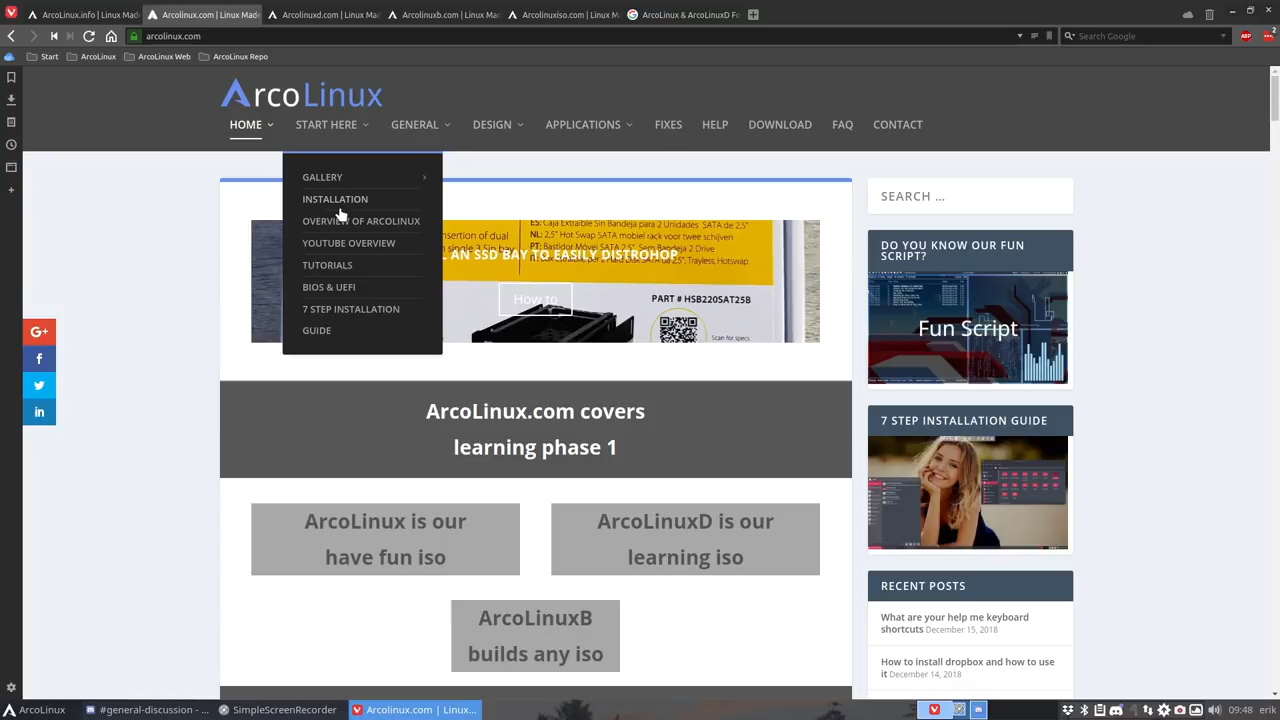 Arcolinux.info | Linux Mad
Arcolinux.com | Linux Made
Arcolinuxd.com | Linux Ma
Arcolinuxb.com | Linux Ma
Arcolinuxiso.com | Linux M
ArcoLinux & ArcoLinuxD Fo
arcolinux.com
Search Google
Start
ArcoLinux
ArcoLinux Web
ArcoLinux Repo
ArcoLinux
HOME
START HERE
GENERAL
DESIGN
APPLICATIONS
FIXES
HELP
DOWNLOAD
FAQ
CONTACT
GALLERY
INSTALLATION
OVERVIEW OF ARCOLINUX
YOUTUBE OVERVIEW
TUTORIALS
BIOS & UEFI
7 STEP INSTALLATION
GUIDE
L AN SSD BAY TO EASILY DISTROHOP
How to
PART # HSB220SAT25B
Scan for specs
ArcoLinux.com covers
learning phase 1
ArcoLinux is our
have fun iso
ArcoLinuxD is our
learning iso
ArcoLinuxB
builds any iso
SEARCH …
DO YOU KNOW OUR FUN
SCRIPT?
Fun Script
7 STEP INSTALLATION GUIDE
RECENT POSTS
What are your help me keyboard
shortcuts December 15, 2018
How to install dropbox and how to use
it December 14, 2018
G+
ArcoLinux
#general-discussion - ...
SimpleScreenRecorder
Arcolinux.com | Linux...
09:48
erik